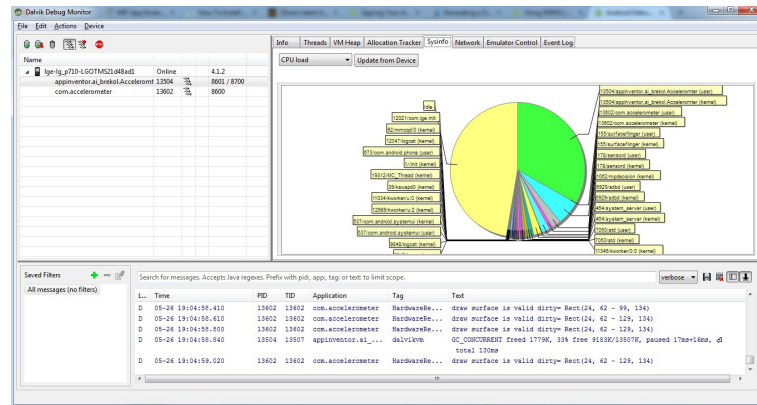 Dalvik Debug Monitor
File Edit Actions Device
Info Threads VM Heap Allocation Tracker Sysinfo Network Emulator Control Event Log
CPU load Update from Device
Name
lge-lg_p710-LGOTMS21d48ad1 Online 4.1.2
appinventor.ai_brekol.Acceleromt 13504 8601 / 8700
com.accelerometer 13602 8600
Idle
12021/com.lge.mlt
92/mmcqd/0 (kernel)
12047/logcat (kernel)
673/com.android.phone (user)
1//init (kernel)
19312/MC_Thread (kernel)
39/kswapd0 (kernel)
11034/kworker/u:0 (kernel)
12569/kworker/u:2 (kernel)
537/com.android.systemui (kernel)
537/com.android.systemui (user)
9848/logcat (kernel)
13504/appinventor.ai_brekol.Acceleromter (user)
13504/appinventor.ai_brekol.Acceleromter (kernel)
13602/com.accelerometer (user)
13602/com.accelerometer (kernel)
155/surfaceflinger (user)
155/surfaceflinger (kernel)
178/sensord (user)
178/sensord (kernel)
1062/mpdecision (kernel)
6929/adbd (user)
6929/adbd (kernel)
464/system_server (user)
464/system_server (kernel)
7050/atd (user)
7050/atd (kernel)
11346/kworker/0:0 (kernel)
Saved Filters
All messages (no filters)
Search for messages. Accepts Java regexes. Prefix with pid:, app:, tag: or text: to limit scope.
verbose
L... Time PID TID Application Tag Text
D 05-26 19:04:58.410 13602 13602 com.accelerometer HardwareRe... draw surface is valid dirty= Rect(24, 62 - 99, 134)
D 05-26 19:04:58.610 13602 13602 com.accelerometer HardwareRe... draw surface is valid dirty= Rect(24, 62 - 129, 134)
D 05-26 19:04:58.800 13602 13602 com.accelerometer HardwareRe... draw surface is valid dirty= Rect(24, 62 - 129, 134)
D 05-26 19:04:58.840 13504 13507 appinventor.ai_... dalvikvm GC_CONCURRENT freed 1779K, 33% free 9183K/13507K, paused 17ms+16ms,
total 130ms
D 05-26 19:04:59.020 13602 13602 com.accelerometer HardwareRe... draw surface is valid dirty= Rect(24, 62 - 129, 134)